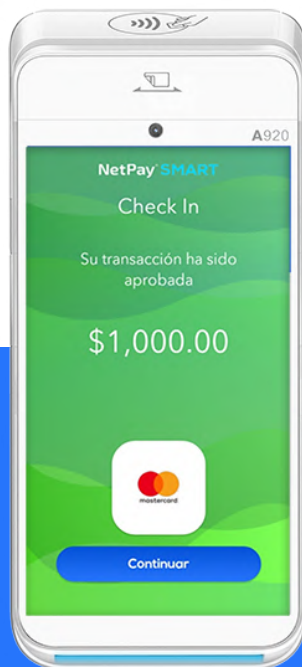 A920
NetPay SMART
Check In
Su transacción ha sido
aprobada
$1,000.00
mastercard
Continuar